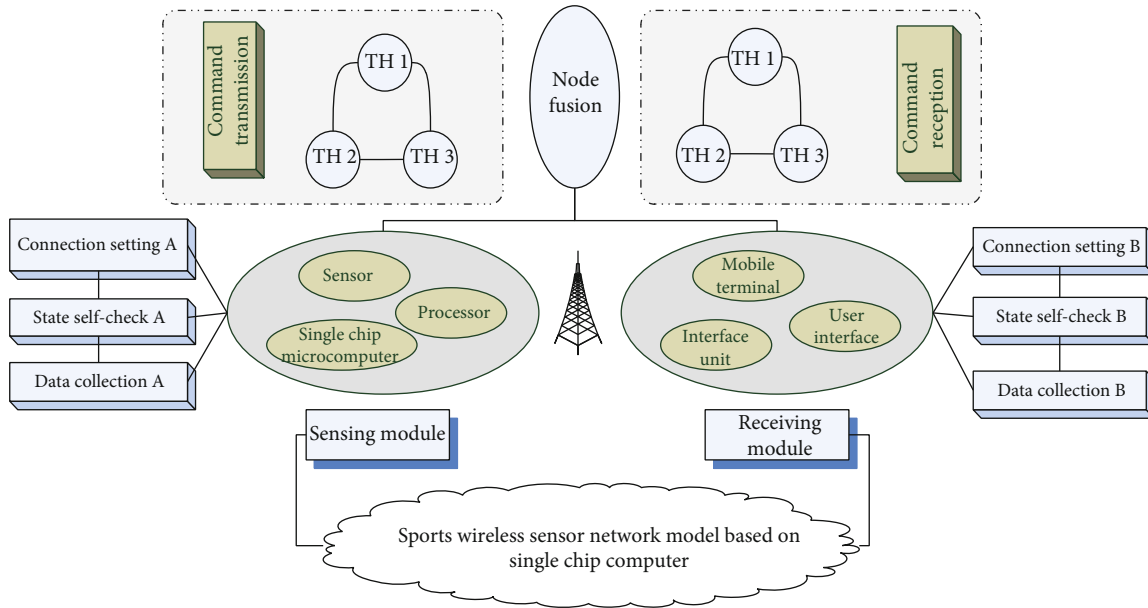 Command
transmission
TH 1
TH 2
TH 3
Node
fusion
TH 1
TH 2
TH 3
Command
reception
Connection setting A
State self-check A
Data collection A
Sensor
Processor
Single chip
microcomputer
Mobile
terminal
User
interface
Interface
unit
Connection setting B
State self-check B
Data collection B
Sensing module
Receiving
module
Sports wireless sensor network model based on
single chip computer